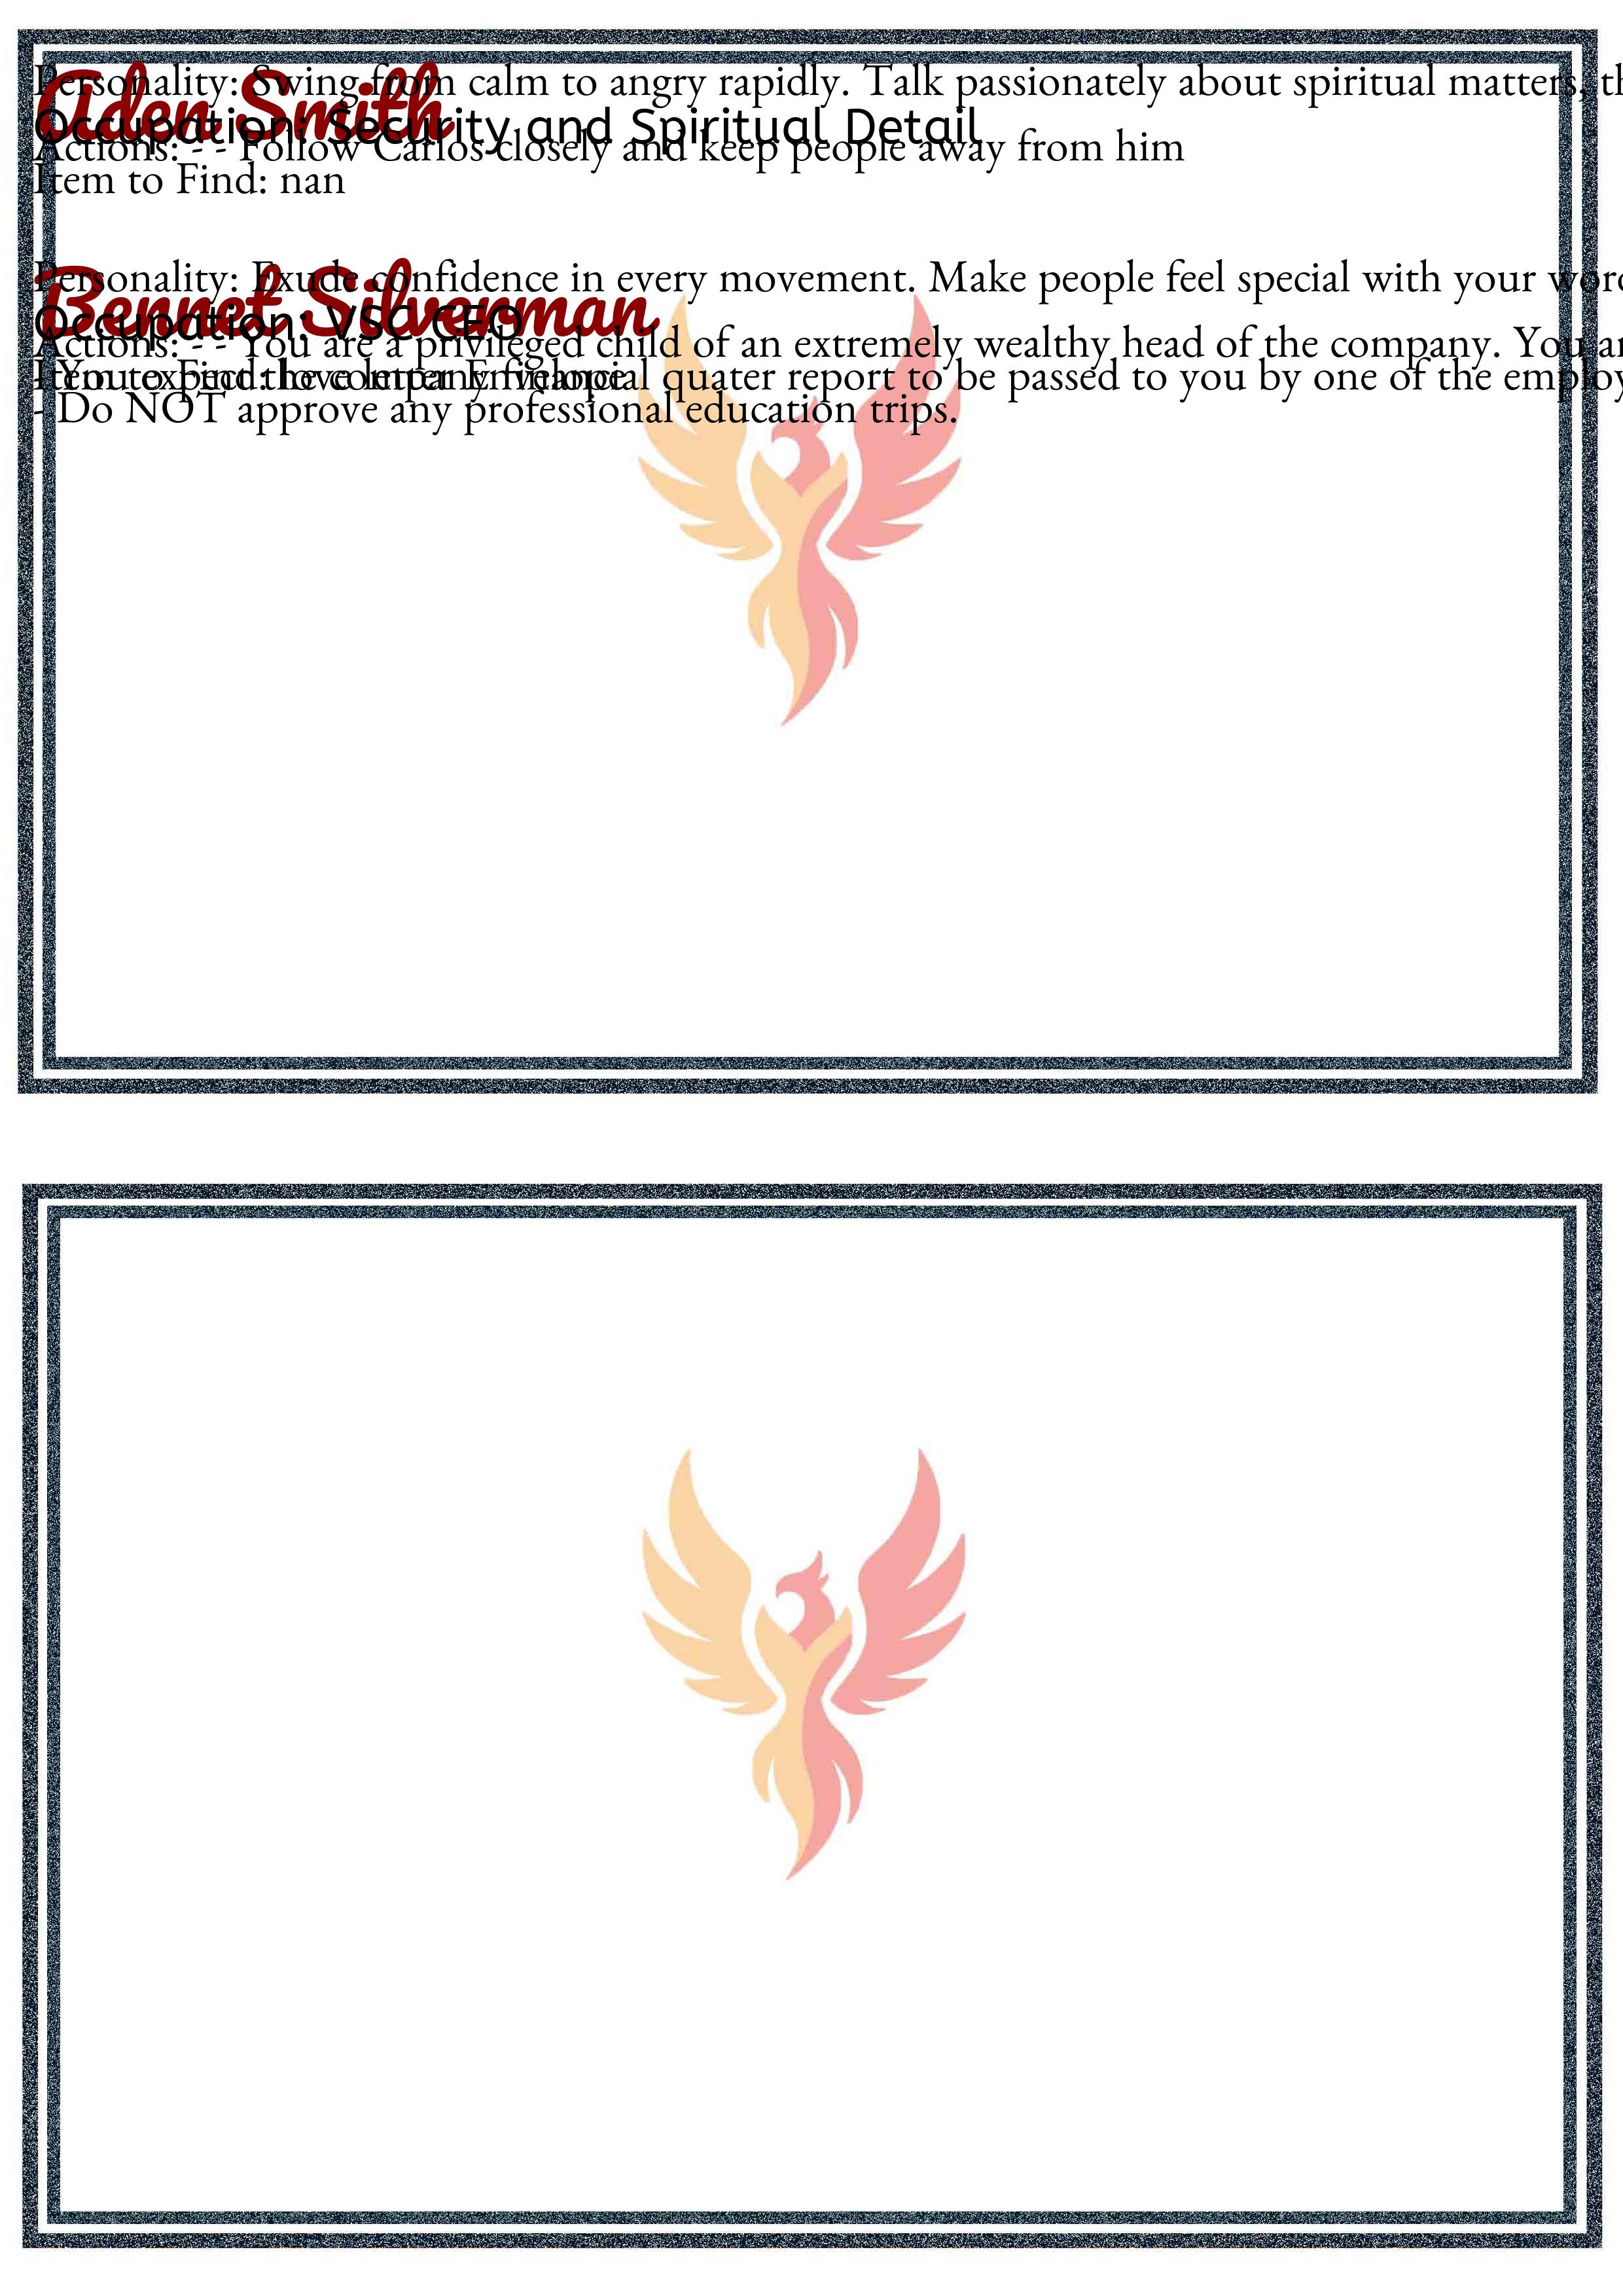 Aden Smith
Personality: Swing from calm to angry rapidly. Talk passionately about spiritual matters,
Occupation: Security and Spiritual Detail
Actions: - - Follow Carlos closely and keep people away from him
Item to Find: nan
Bennet Silverman
Personality: Exude confidence in every movement. Make people feel special with your
Occupation: VSC CEO
Actions: - - You are a privileged child of an extremely wealthy head of the company. You
- You expect the company financial quater report to be passed to you by one of the
Item to Find: love letter Envelope
- Do NOT approve any professional education trips.